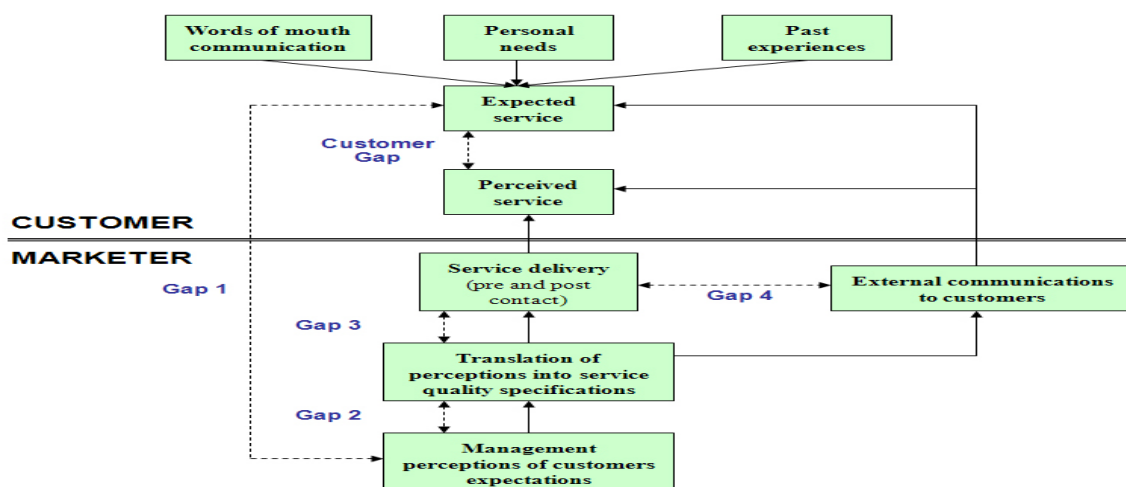 Words of mouth
communication
Personal
needs
Past
experiences
Expected
service
Customer
Gap
Perceived
service
CUSTOMER
MARKETER
Service delivery
(pre and post
contact)
Gap 1
Gap 4
External communications
to customers
Gap 3
Translation of
perceptions into service
quality specifications
Gap 2
Management
perceptions of customers
expectations